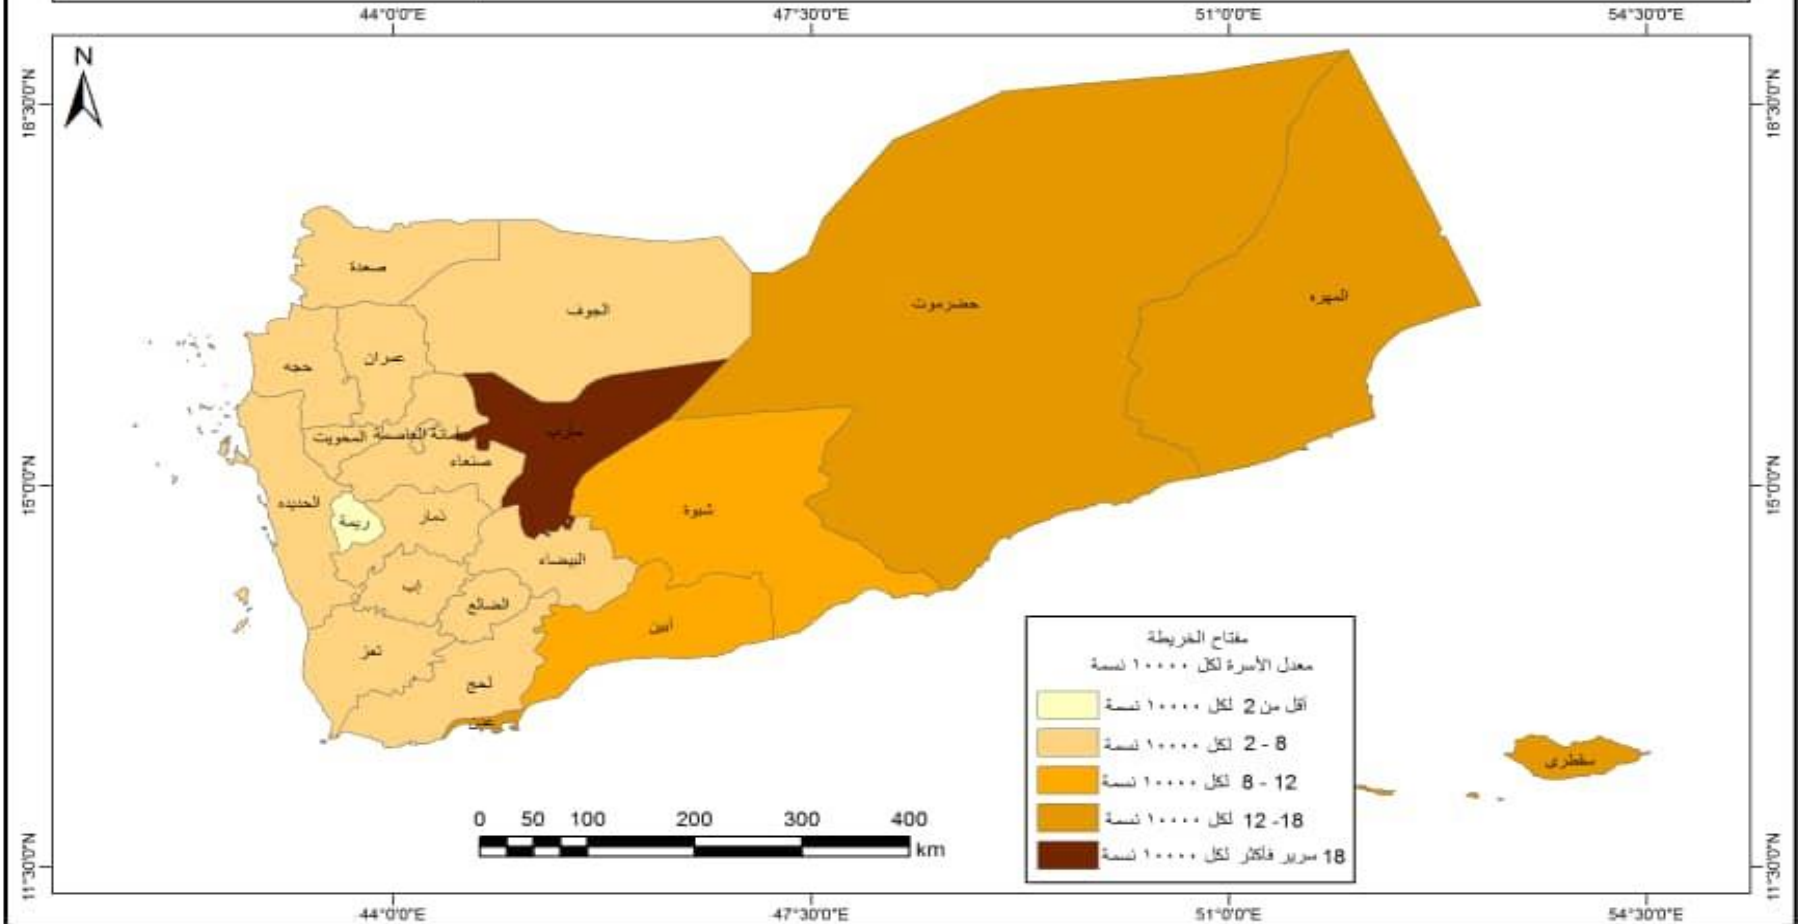 44°0'0"E 47°30'0"E 51°0'0"E 54°30'0"E
N
18°30'0"N 18°30'0"N
صعدة
الجوف
حضرموت
المهره
حجه
عمران
مأرب
المحويت
أمانة العاصمة
صنعاء
15°0'0"N 15°0'0"N
الحديده
ريمة
ذمار
شبوة
البيضاء
إب
الضالع
أبين
تعز
لحج
عدن
سقطرى
مفتاح الخريطة
معدل الأسرة لكل ١٠٠٠٠ نسمة
أقل من 2 لكل ١٠٠٠٠ نسمة
2 - 8 لكل ١٠٠٠٠ نسمة
8 - 12 لكل ١٠٠٠٠ نسمة
12 -18 لكل ١٠٠٠٠ نسمة
18 سرير فأكثر لكل ١٠٠٠٠ نسمة
0 50 100 200 300 400
km
11°30'0"N 11°30'0"N
44°0'0"E 47°30'0"E 51°0'0"E 54°30'0"E